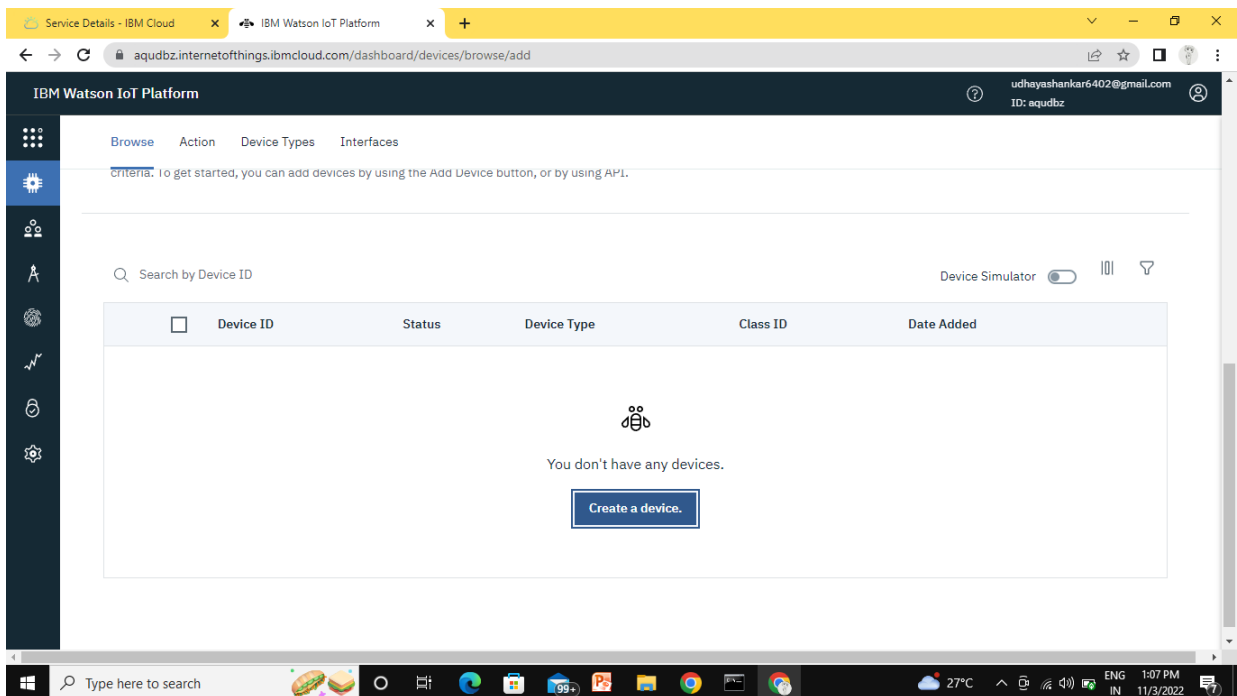 Service Details - IBM Cloud
IBM Watson IoT Platform
aqudbz.internetofthings.ibmcloud.com/dashboard/devices/browse/add
IBM Watson IoT Platform
udhayashankar6402@gmail.com
ID: aqudbz
Browse Action Device Types Interfaces
criteria. To get started, you can add devices by using the Add Device button, or by using API.
Search by Device ID
Device Simulator
Device ID Status Device Type Class ID Date Added
You don't have any devices.
Create a device.
Type here to search
99+
27°C
ENG
IN
1:07 PM
11/3/2022